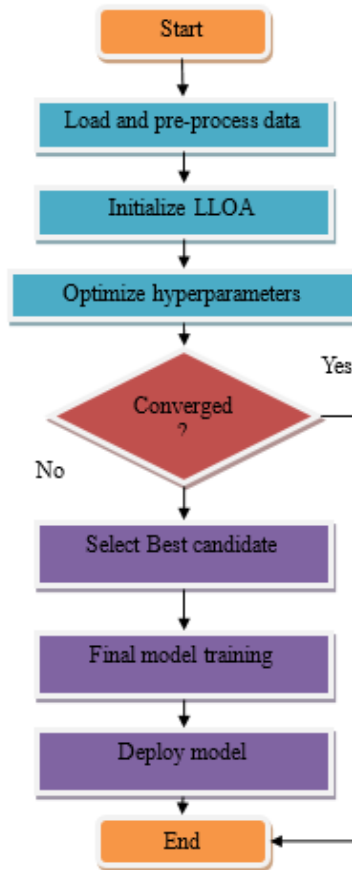 Start
Load and pre-process data
Initialize LLOA
Optimize hyperparameters
Yes
Converged
?
No
Select Best candidate
Final model training
Deploy model
End